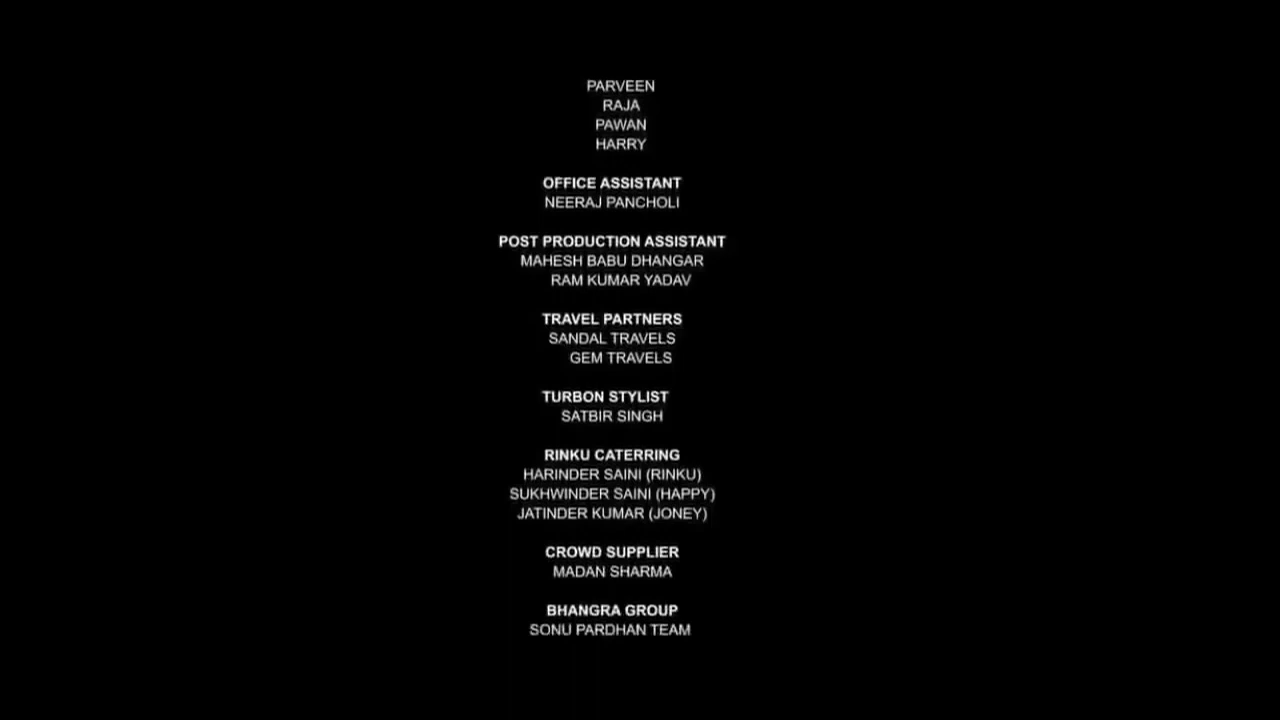 PARVEEN
RAJA
PAWAN
HARRY
OFFICE ASSISTANT
NEERAJ PANCHOLI
POST PRODUCTION ASSISTANT
MAHESH BABU DHANGAR
RAM KUMAR YADAV
TRAVEL PARTNERS
SANDAL TRAVELS
GEM TRAVELS
TURBON STYLIST
SATBIR SINGH
RINKU CATERRING
HARINDER SAINI (RINKU)
SUKHWINDER SAINI (HAPPY)
JATINDER KUMAR (JONEY)
CROWD SUPPLIER
MADAN SHARMA
BHANGRA GROUP
SONU PARDHAN TEAM